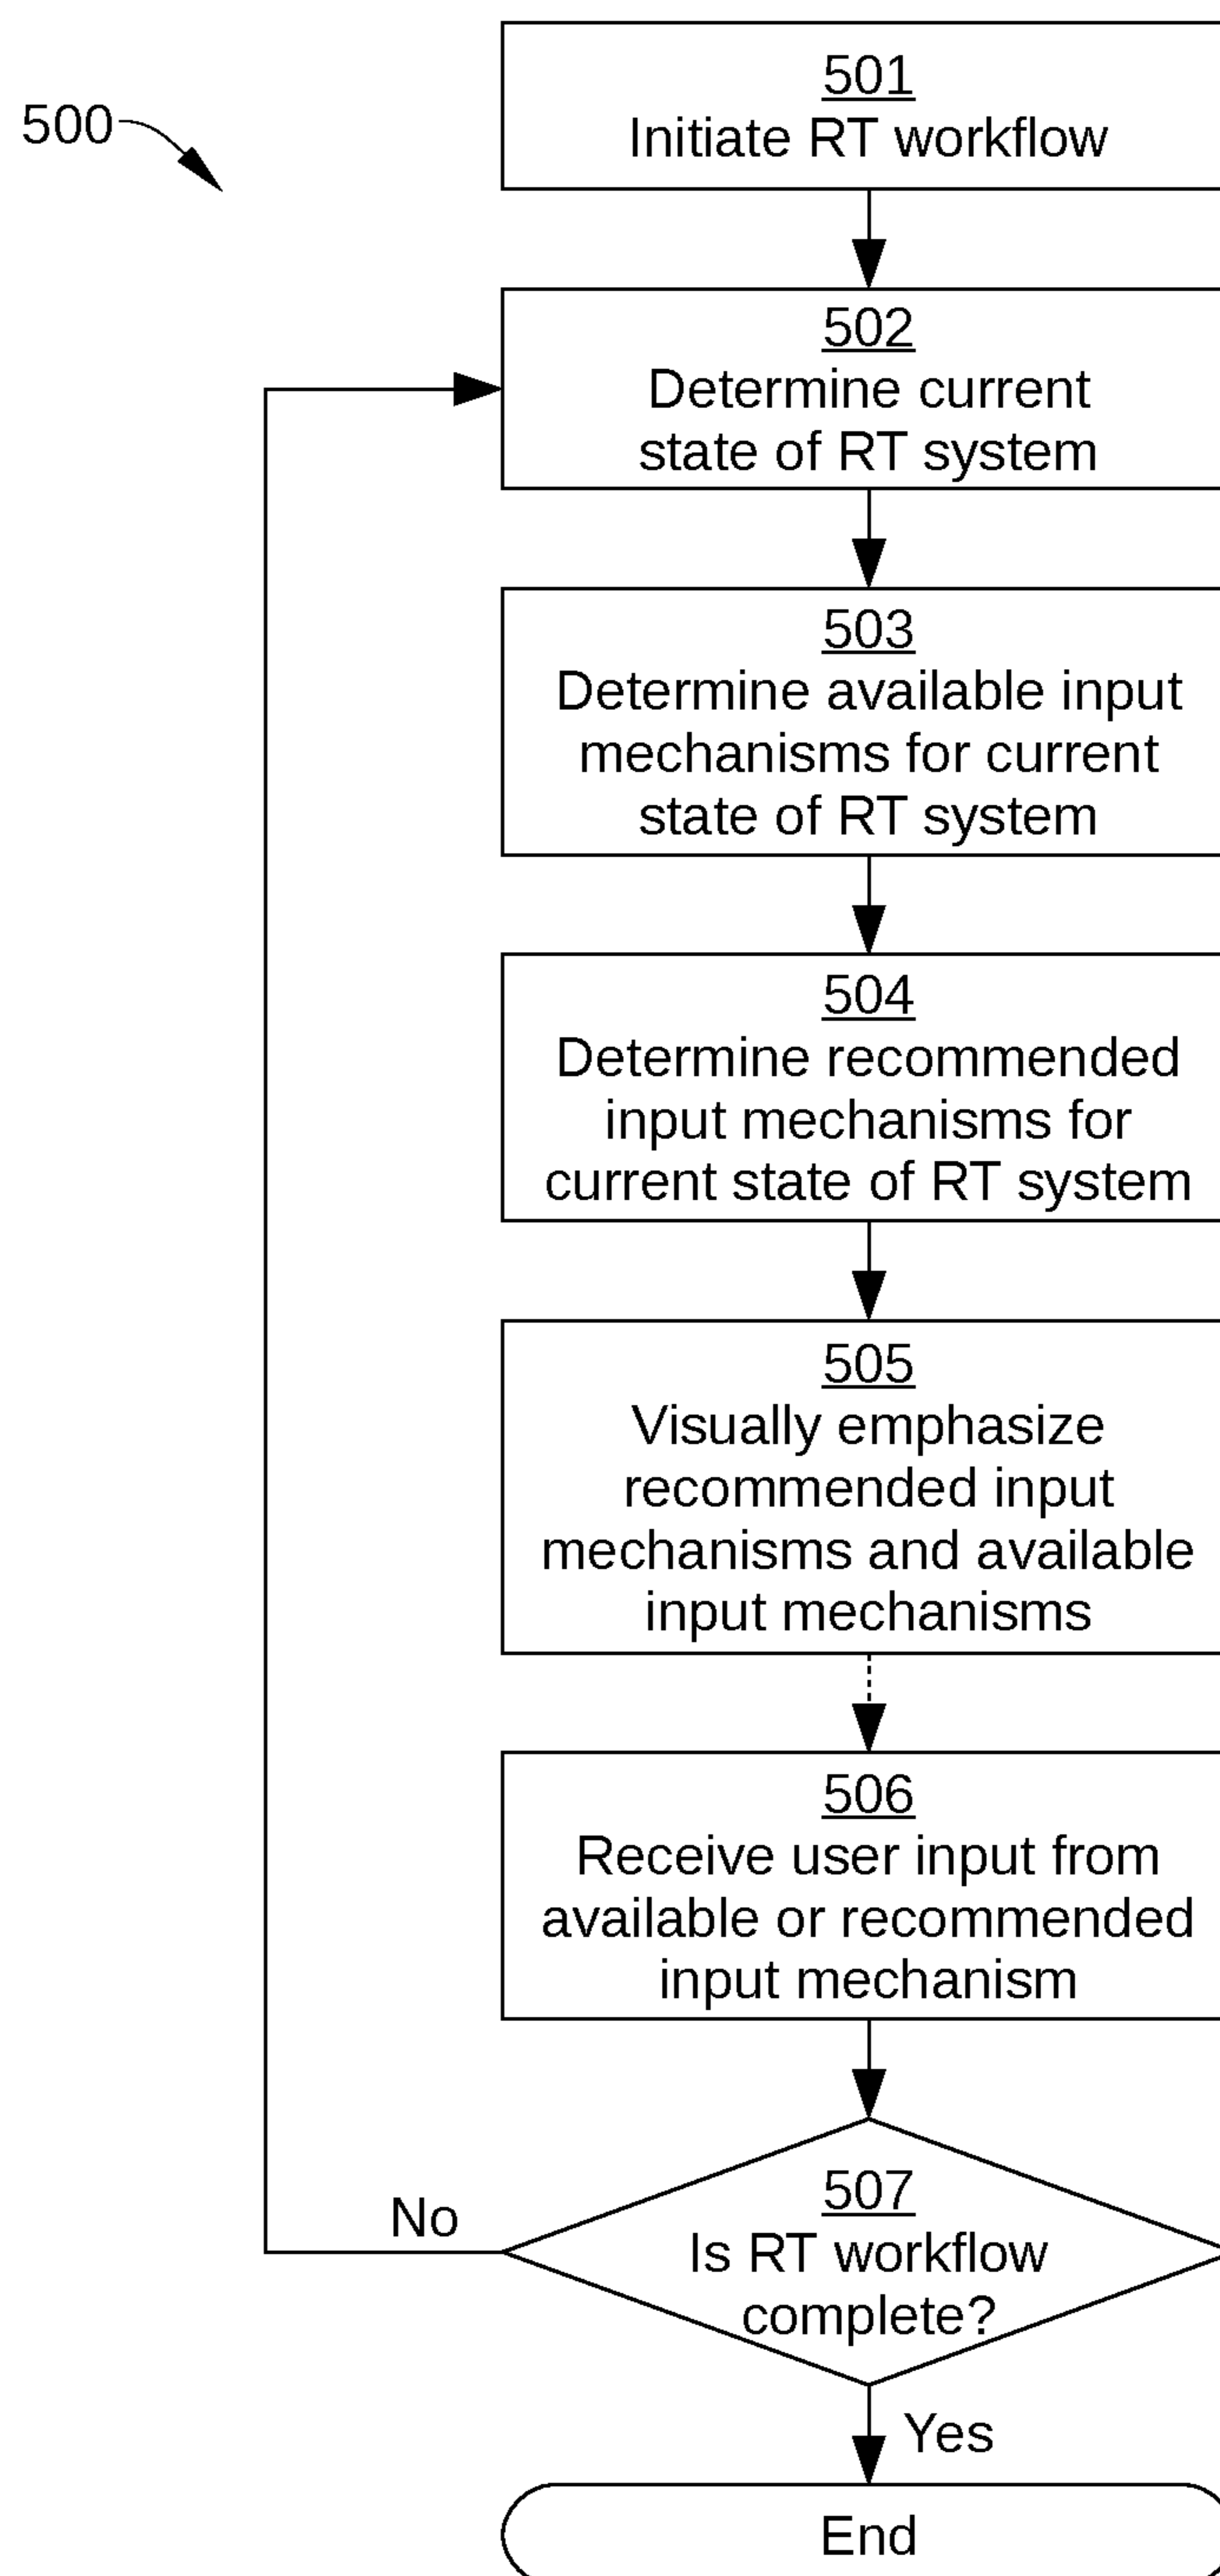 500
501
Initiate RT workflow
502
Determine current
state of RT system
503
Determine available input
mechanisms for current
state of RT system
504
Determine recommended
input mechanisms for
current state of RT system
505
Visually emphasize
recommended input
mechanisms and available
input mechanisms
506
Receive user input from
available or recommended
input mechanism
507
Is RT workflow
complete?
No
Yes
End